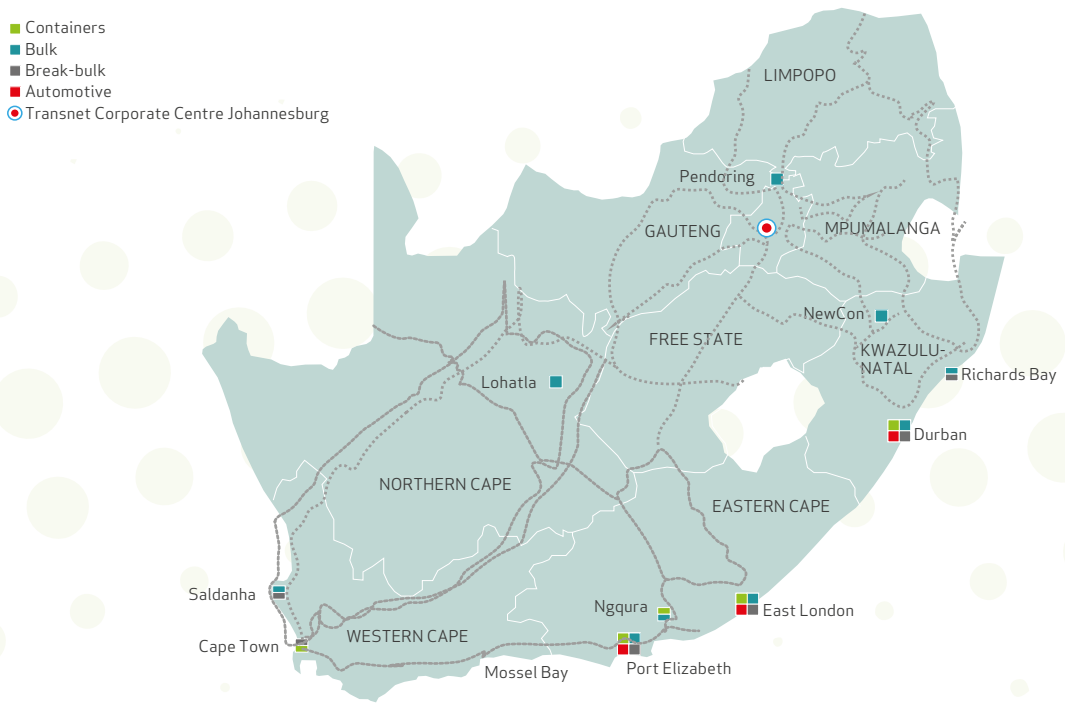 Containers
Bulk
Break-bulk
Automotive
Transnet Corporate Centre Johannesburg
LIMPOPO
Pendoring
GAUTENG
MPUMALANGA
NewCon
FREE STATE
KWAZULU-
NATAL
Lohatla
Richards Bay
Durban
NORTHERN CAPE
EASTERN CAPE
Saldanha
Ngqura
East London
WESTERN CAPE
Cape Town
Mossel Bay
Port Elizabeth